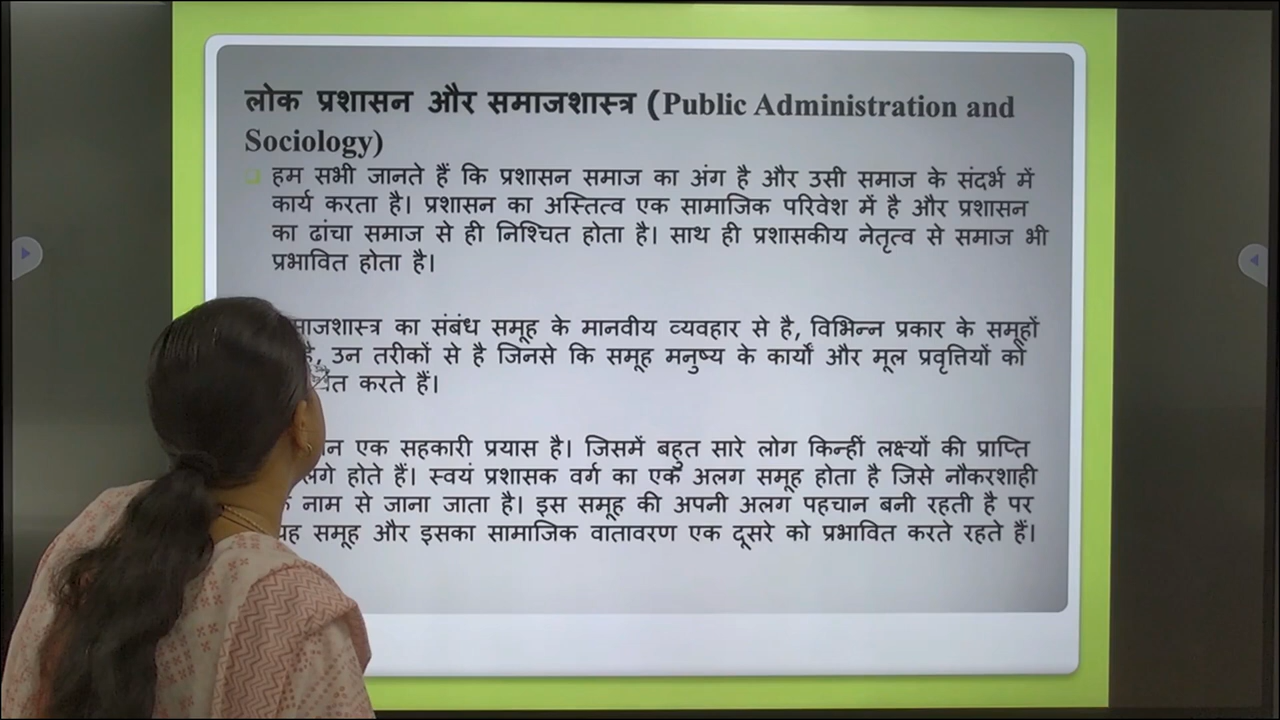 लोक प्रशासन और समाजशास्त्र (Public Administration and
Sociology)
हम सभी जानते हैं कि प्रशासन समाज का अंग है और उसी समाज के संदर्भ में
कार्य करता है। प्रशासन का अस्तित्व एक सामाजिक परिवेश में है और प्रशासन
का ढांचा समाज से ही निश्चित होता है। साथ ही प्रशासकीय नेतृत्व से समाज भी
प्रभावित होता है।
का संबंध समूह के मानवीय व्यवहार से है, विभिन्न प्रकार के समूहों
है, उन तरीकों से है जिनसे कि समूह मनुष्य के कार्यों और मूल प्रवृत्तियों को
करते हैं।
एक सहकारी प्रयास है। जिसमें बहुत सारे लोग किन्हीं लक्ष्यों की प्राप्ति
लगे होते हैं। स्वयं प्रशासक वर्ग का एक अलग समूह होता है जिसे नौकरशाही
नाम से जाना जाता है। इस समूह की अपनी अलग पहचान बनी रहती है पर
समूह और इसका सामाजिक वातावरण एक दूसरे को प्रभावित करते रहते हैं।